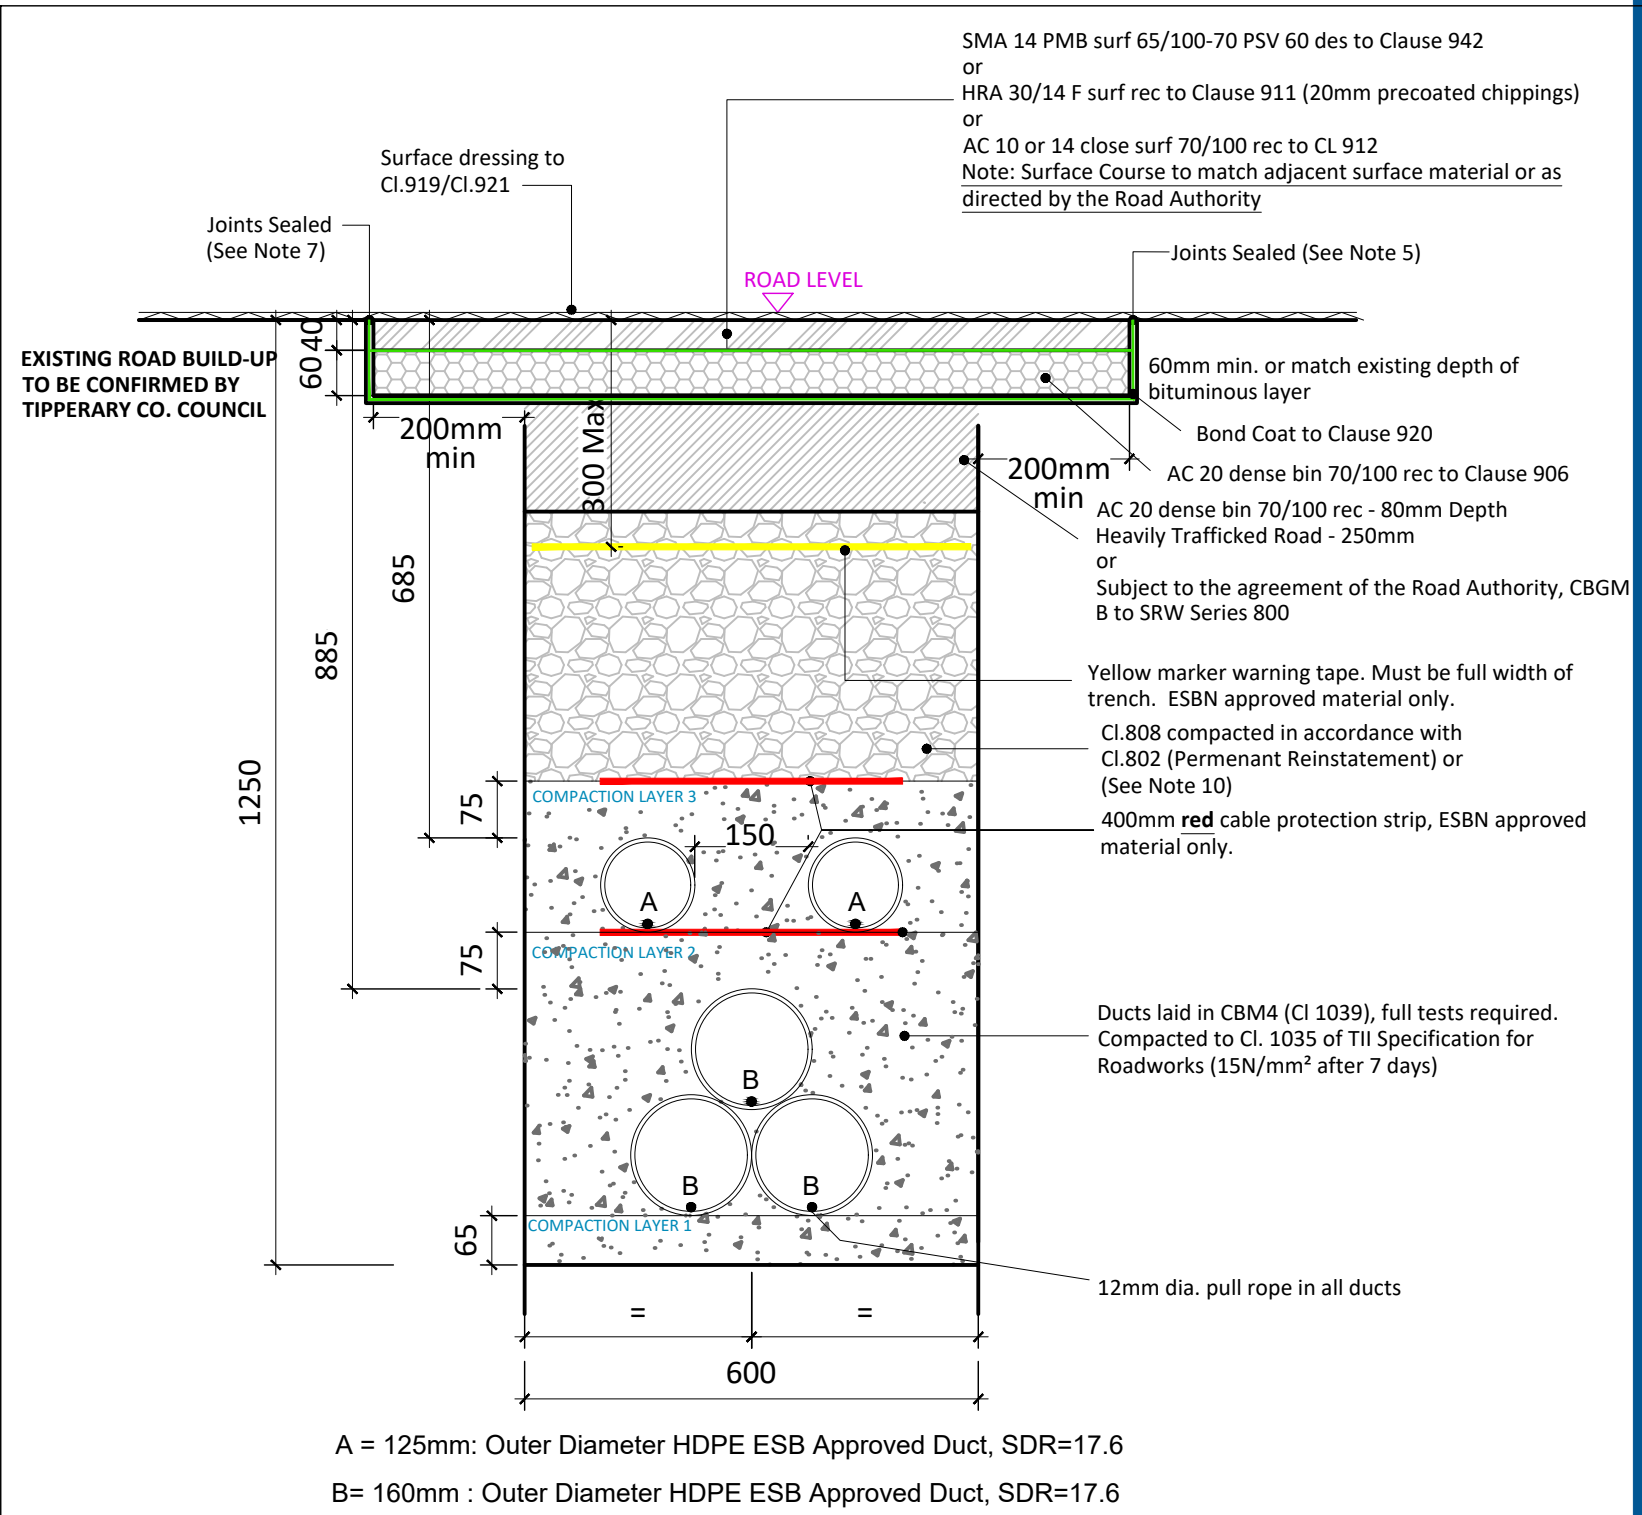 SMA 14 PMB surf 65/100-70 PSV 60 des to Clause 942
or
HRA 30/14 F surf rec to Clause 911 (20mm precoated chippings)
or
AC 10 or 14 close surf 70/100 rec to CL 912
Note: Surface Course to match adjacent surface material or as
directed by the Road Authority
Surface dressing to
Cl.919/Cl.921
Joints Sealed
(See Note 7)
Joints Sealed (See Note 5)
ROAD LEVEL
40
60
EXISTING ROAD BUILD-UP
TO BE CONFIRMED BY
TIPPERARY CO. COUNCIL
60mm min. or match existing depth of
bituminous layer
200mm
min
300 Max
Bond Coat to Clause 920
200mm
min
AC 20 dense bin 70/100 rec to Clause 906
AC 20 dense bin 70/100 rec - 80mm Depth
Heavily Trafficked Road - 250mm
or
Subject to the agreement of the Road Authority, CBGM
B to SRW Series 800
685
885
1250
Yellow marker warning tape. Must be full width of
trench.  ESBN approved material only.
Cl.808 compacted in accordance with
Cl.802 (Permenant Reinstatement) or
(See Note 10)
75
COMPACTION LAYER 3
150
400mm red cable protection strip, ESBN approved
material only.
A
A
75
COMPACTION LAYER 2
Ducts laid in CBM4 (Cl 1039), full tests required.
Compacted to Cl. 1035 of TII Specification for
Roadworks (15N/mm² after 7 days)
B
B
B
65
COMPACTION LAYER 1
12mm dia. pull rope in all ducts
=
=
600
A = 125mm: Outer Diameter HDPE ESB Approved Duct, SDR=17.6
B= 160mm : Outer Diameter HDPE ESB Approved Duct, SDR=17.6